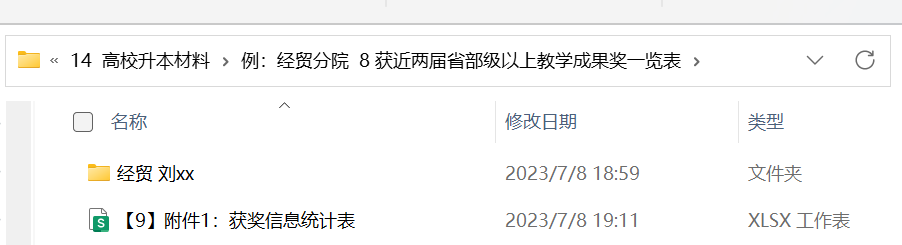 « 14 高校升本材料 › 例：经贸分院 8 获近两届省部级以上教学成果奖一览表 ›
名称 修改日期 类型
经贸 刘xx 2023/7/8 18:59 文件夹
【9】附件1：获奖信息统计表 2023/7/8 19:11 XLSX 工作表